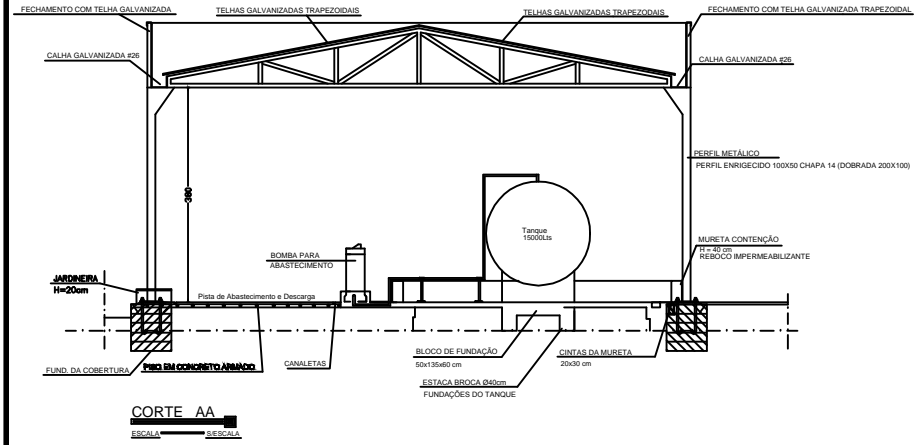 FECHAMENTO COM TELHA GALVANIZADA
TELHAS GALVANIZADAS TRAPEZOIDAIS
TELHAS GALVANIZADAS TRAPEZODAIS
FECHAMENTO COM TELHA GALVANIZADA TRAPEZOIDAL
CALHA GALVANIZADA #26
CALHA GALVANIZADA #26
PERFIL METÁLICO
PERFIL ENRIGECIDO 100X50 CHAPA 14 (DOBRADA 200X100)
380
Tanque
15000Lts
BOMBA PARA
ABASTECIMENTO
MURETA CONTENÇÃO
H = 40 cm
REBOCO IMPERMEABILIZANTE
JARDINEIRA
H=20cm
Pista de Abastecimento e Descarga
FUND. DA COBERTURA
PISO EM CONCRETO ARMADO
CANALETAS
BLOCO DE FUNDAÇÃO
50x135x60 cm
CINTAS DA MURETA
20x30 cm
ESTACA BROCA Ø40cm
FUNDAÇÕES DO TANQUE
CORTE AA
ESCALA S/ESCALA